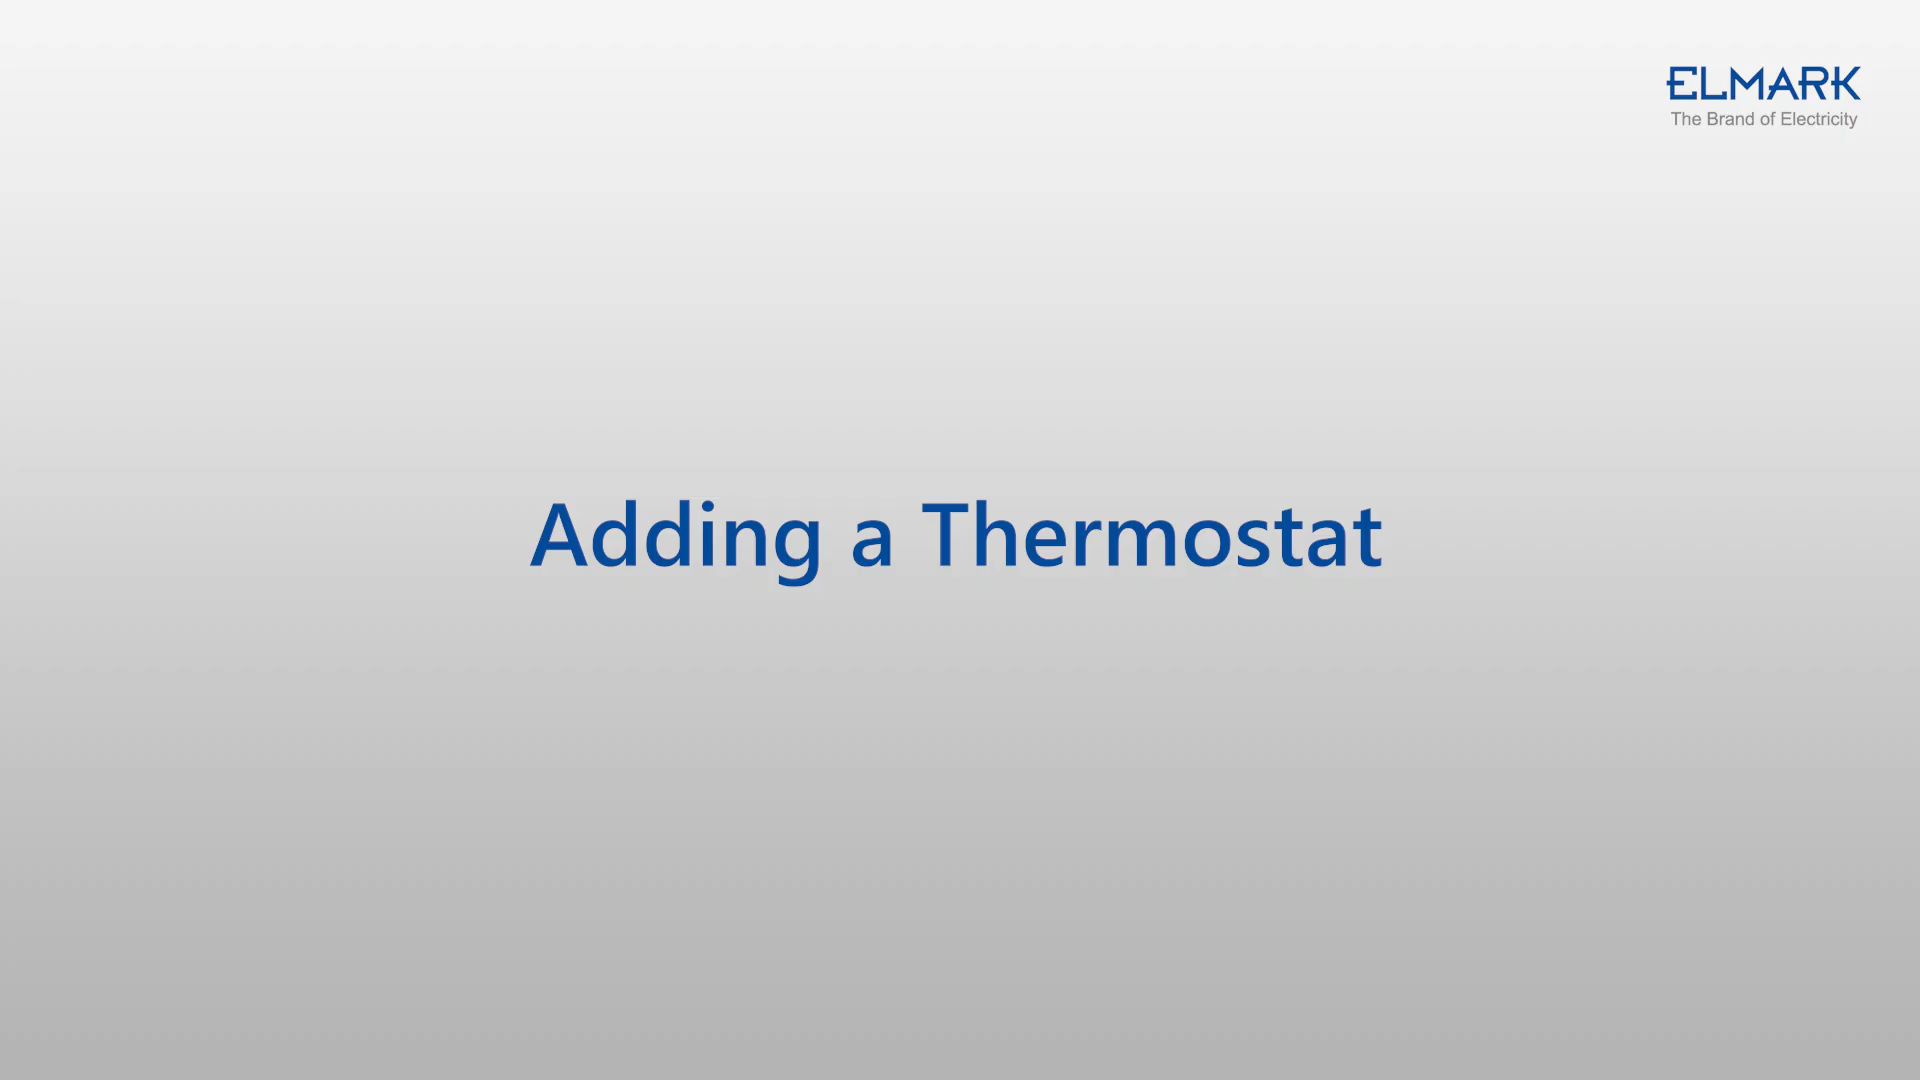 ELMARK
The Brand of Electricity
Adding a Thermostat